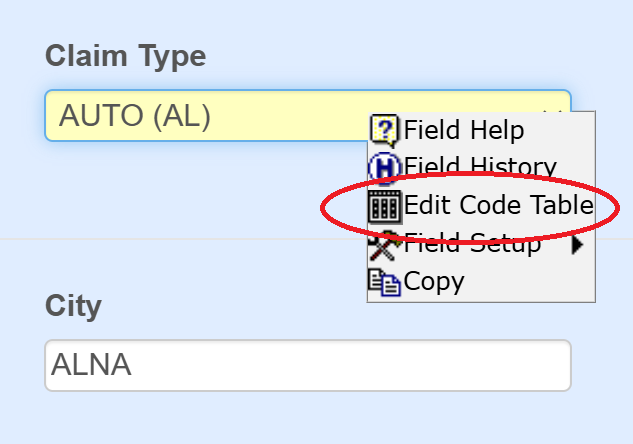 Claim Type
AUTO (AL)
Field Help
Field History
Edit Code Table
Field Setup
Copy
City
ALNA